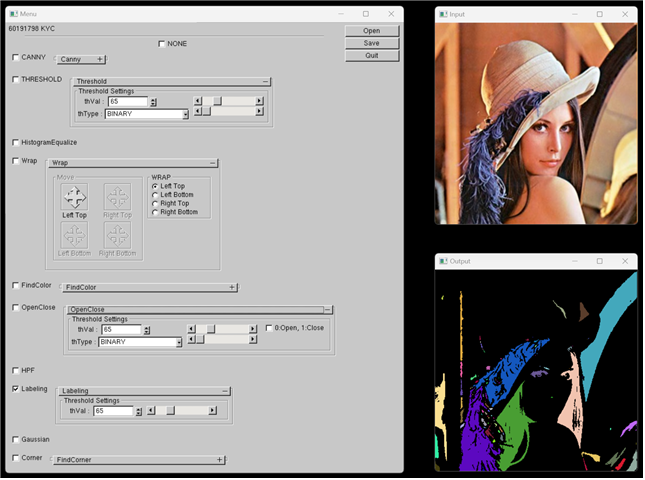 Menu
60191798 KYC
NONE
Open
Save
Quit
CANNY
Canny
THRESHOLD
Threshold
Threshold Settings
thVal :
65
thType :
BINARY
HistogramEqualize
Wrap
Wrap
Move
Left Top
Right Top
Left Bottom
Right Bottom
WRAP
Left Top
Left Bottom
Right Top
Right Bottom
FindColor
FindColor
OpenClose
OpenClose
Threshold Settings
thVal :
65
0:Open, 1:Close
thType :
BINARY
HPF
Labeling
Labeling
Threshold Settings
thVal :
65
Gaussian
Corner
FindCorner
Input
Output